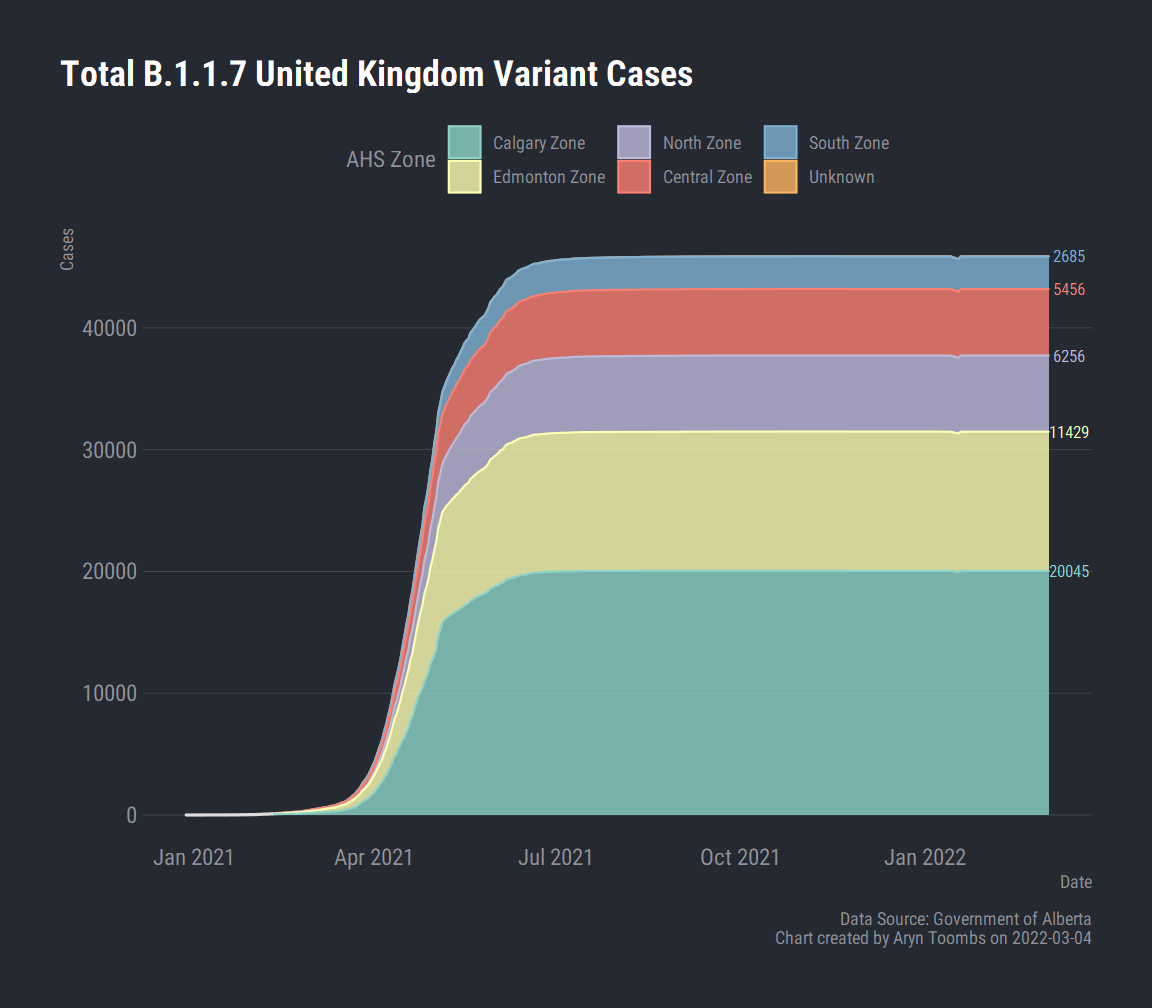 Total B.1.1.7 United Kingdom Variant Cases
AHS Zone
Calgary Zone
North Zone
South Zone
Edmonton Zone
Central Zone
Unknown
Cases
2685
5456
40000
6256
11429
30000
20000
20045
10000
0
Jan 2021
Apr 2021
Jul 2021
Oct 2021
Jan 2022
Date
Data Source: Government of Alberta
Chart created by Aryn Toombs on 2022-03-04